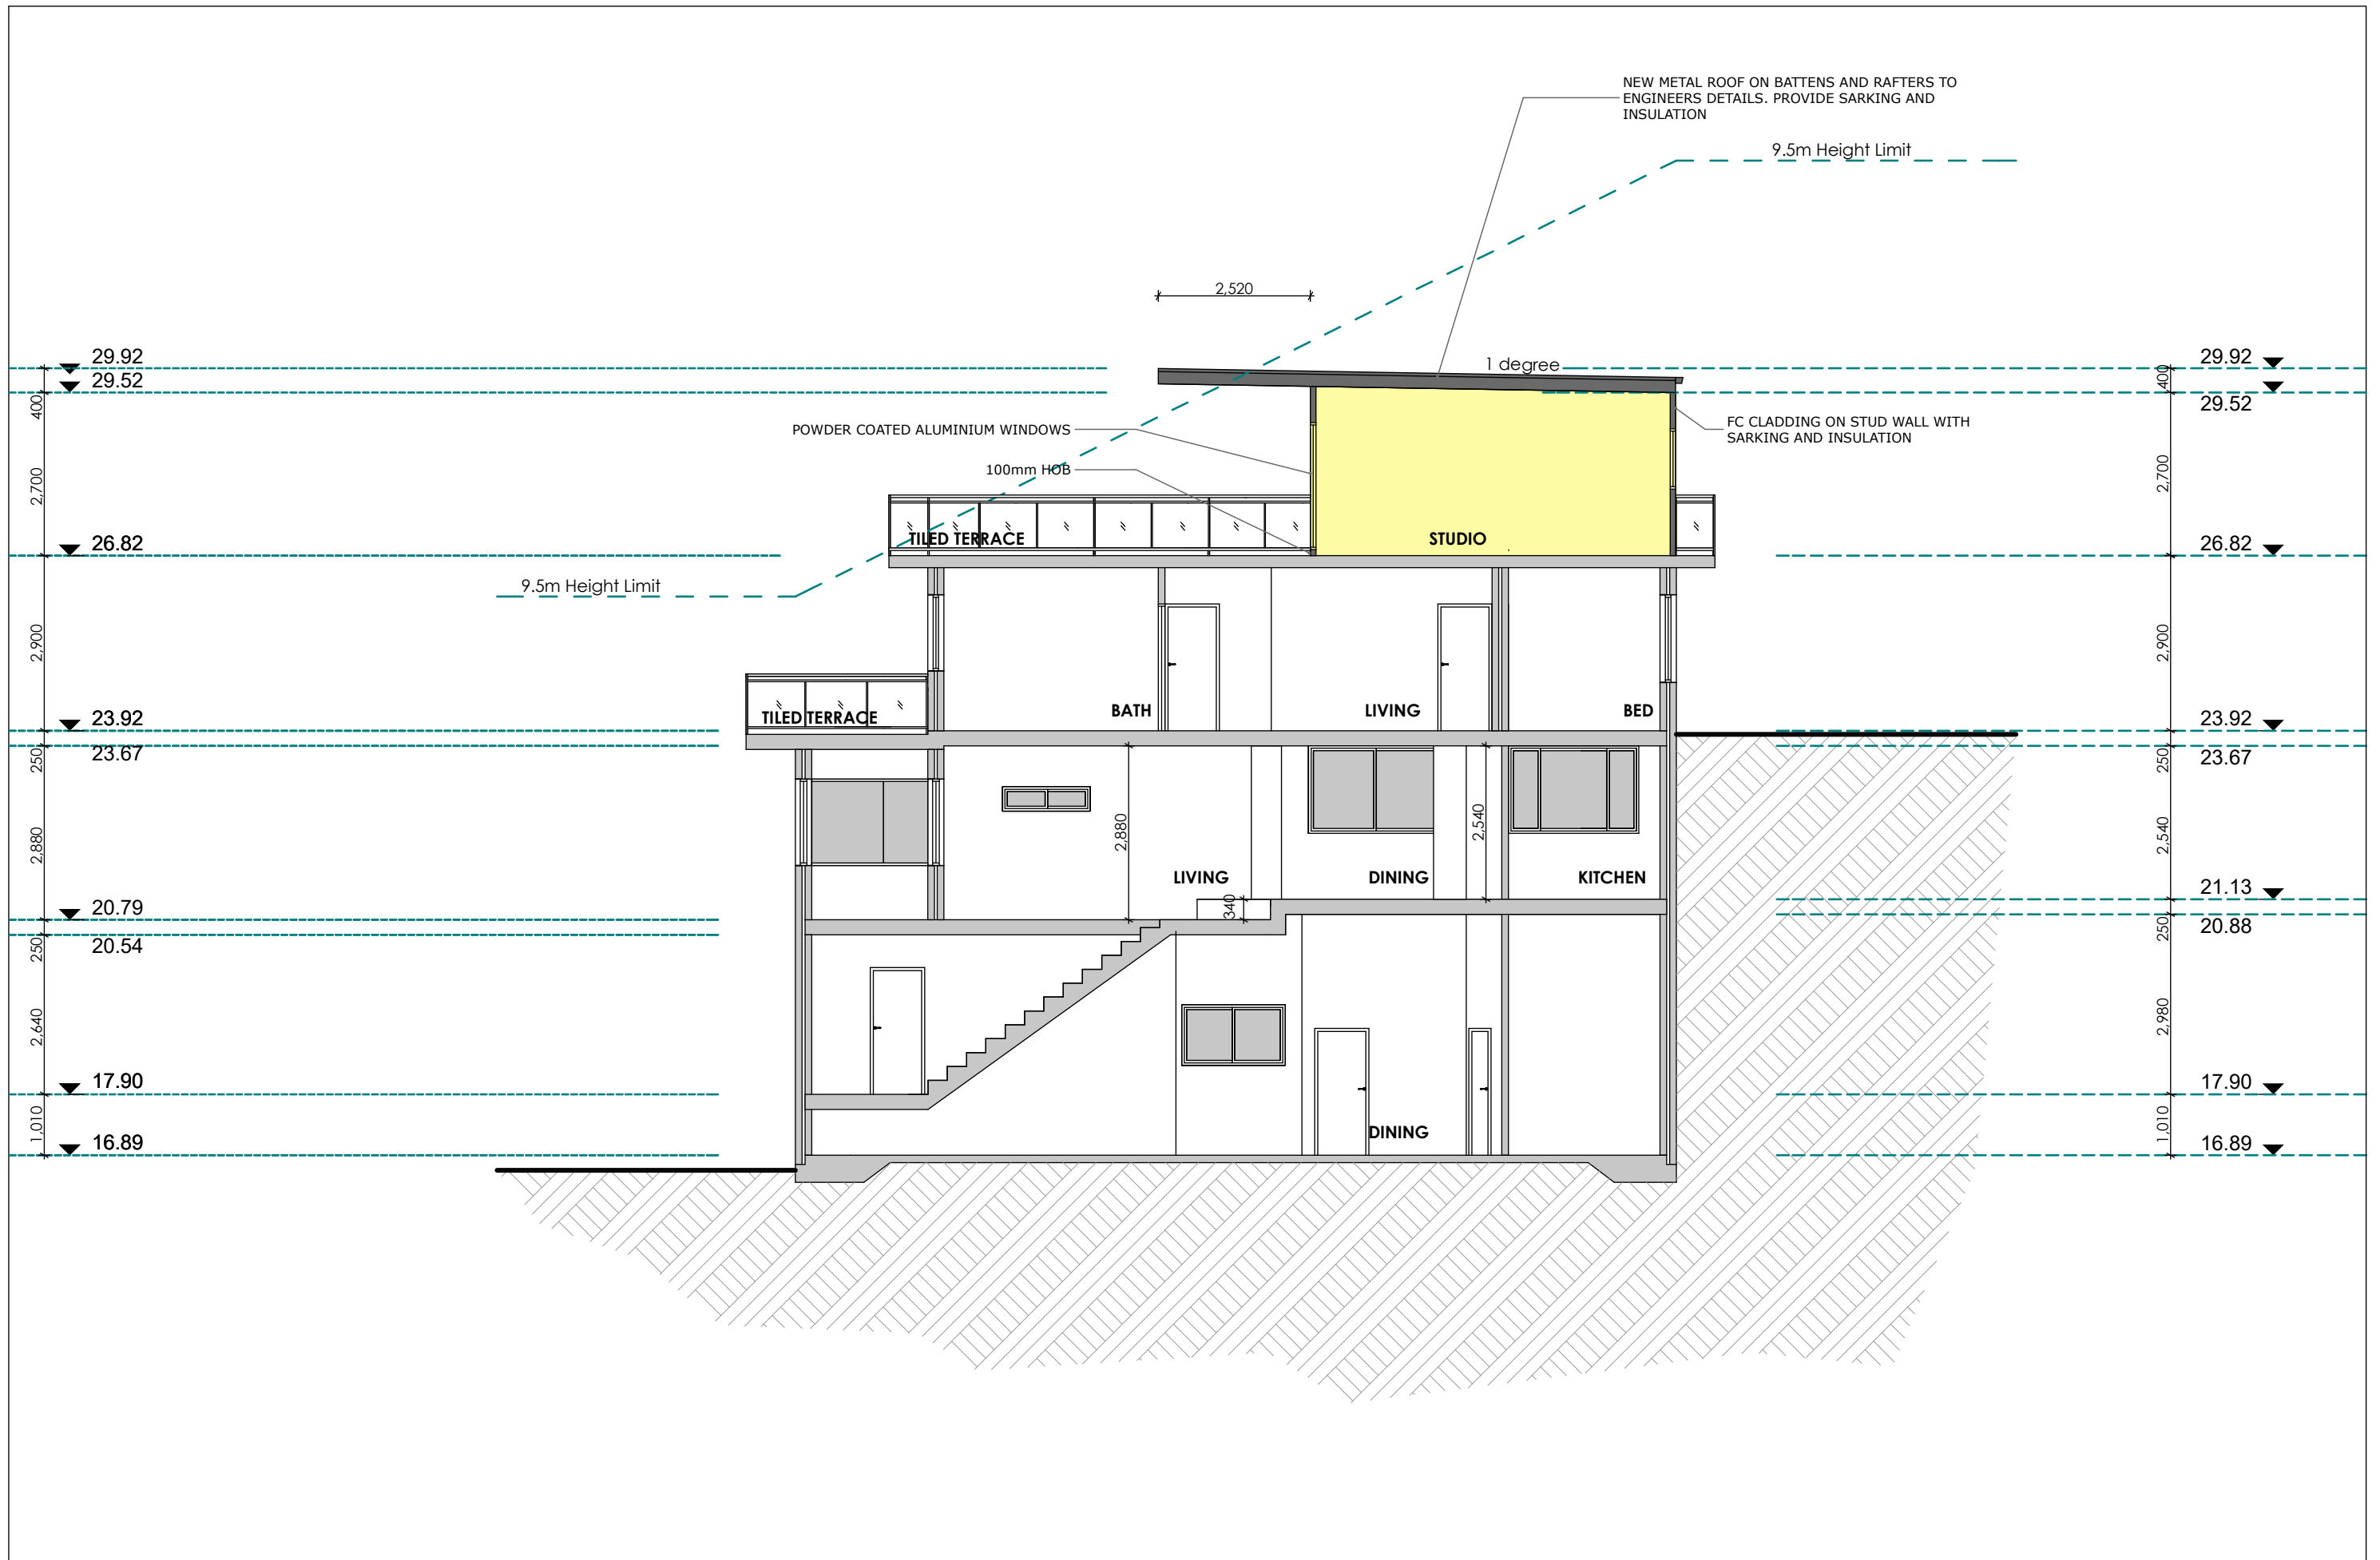 NEW METAL ROOF ON BATTENS AND RAFTERS TO
ENGINEERS DETAILS. PROVIDE SARKING AND
INSULATION
9.5m Height Limit
2,520
1 degree
29.92
29.52
29.92
29.52
400
400
POWDER COATED ALUMINIUM WINDOWS
FC CLADDING ON STUD WALL WITH
SARKING AND INSULATION
100mm HOB
2,700
2,700
TILED TERRACE
STUDIO
26.82
26.82
9.5m Height Limit
2,900
2,900
TILED TERRACE
BATH
LIVING
BED
23.92
23.67
23.92
23.67
250
250
2,880
2,880
2,540
2,540
LIVING
DINING
KITCHEN
340
20.79
20.54
21.13
20.88
250
250
2,640
2,980
17.90
17.90
1,010
1,010
DINING
16.89
16.89